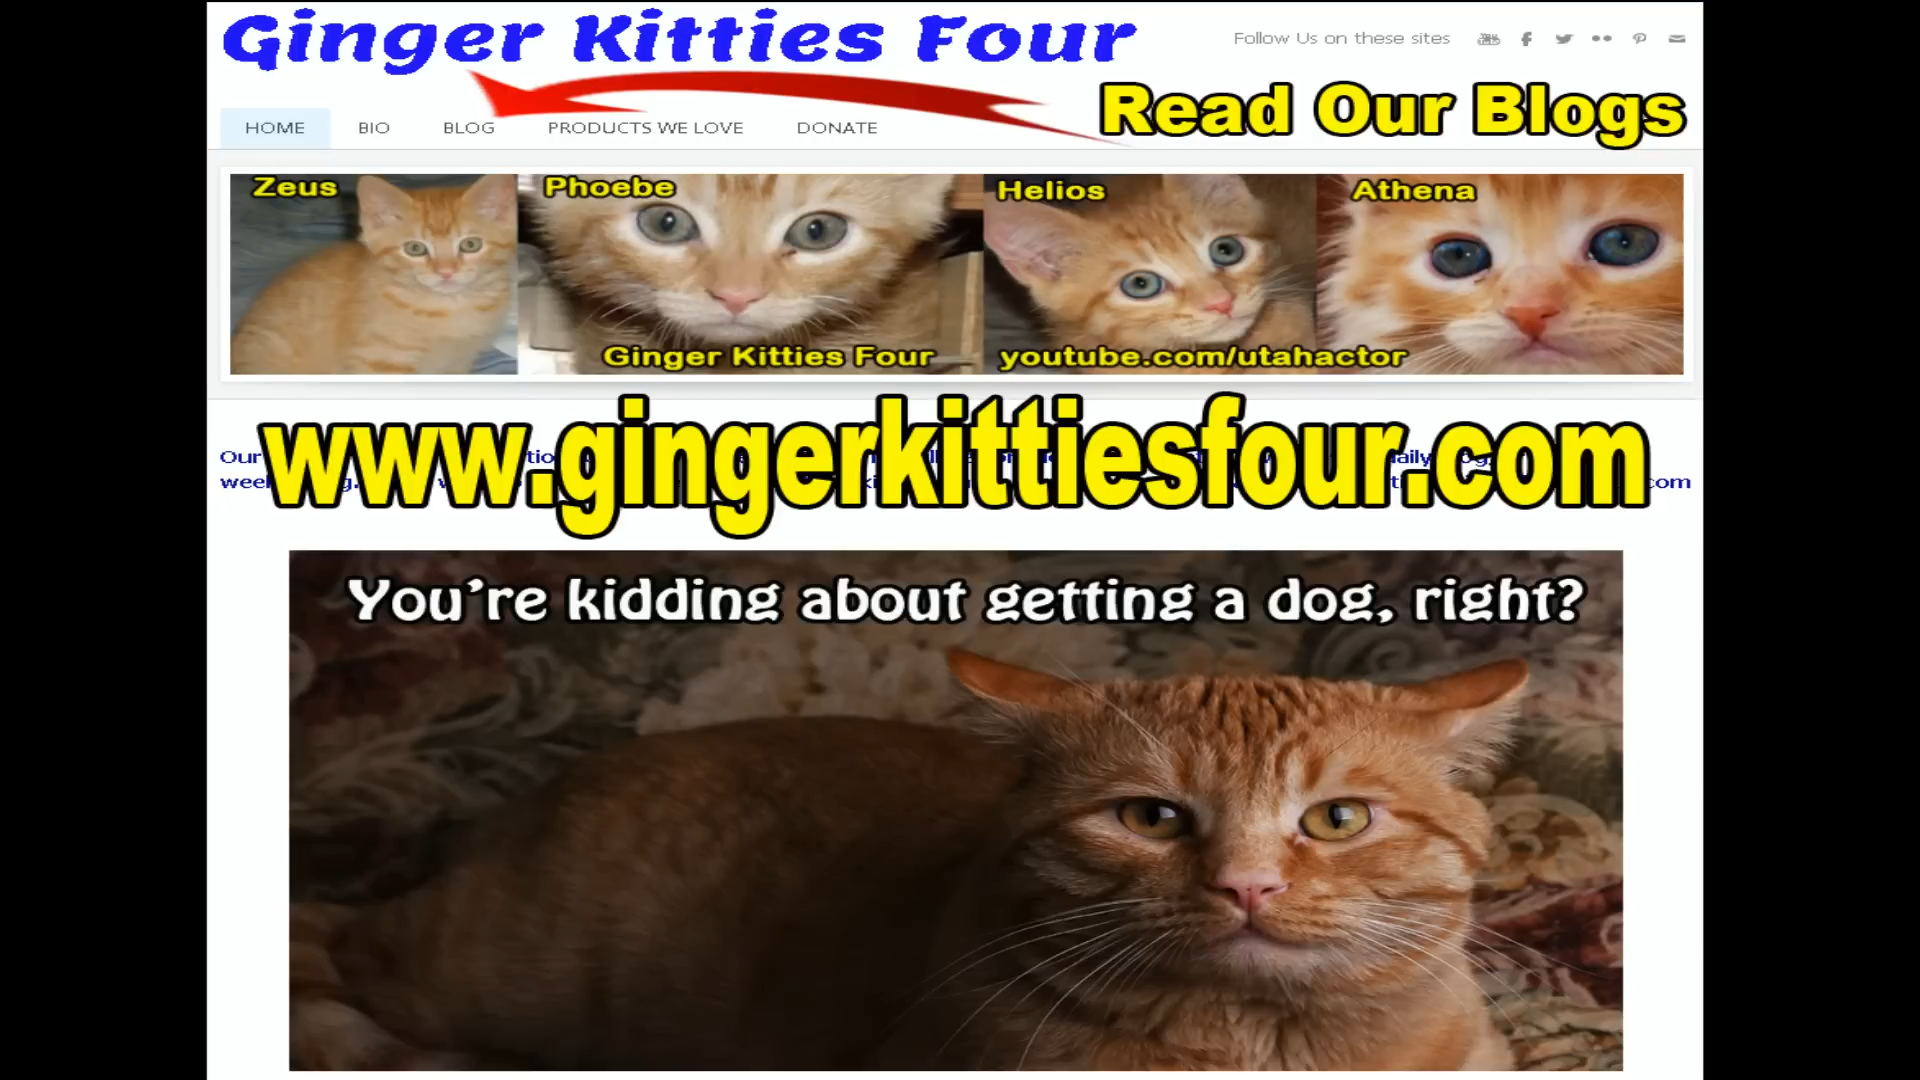 Ginger Kitties Four
Follow Us on these sites
Read Our Blogs
HOME BIO BLOG PRODUCTS WE LOVE DONATE
Zeus Phoebe Helios Athena
Ginger Kitties Four youtube.com/utahactor
www.gingerkittiesfour.com
Our
You're kidding about getting a dog, right?